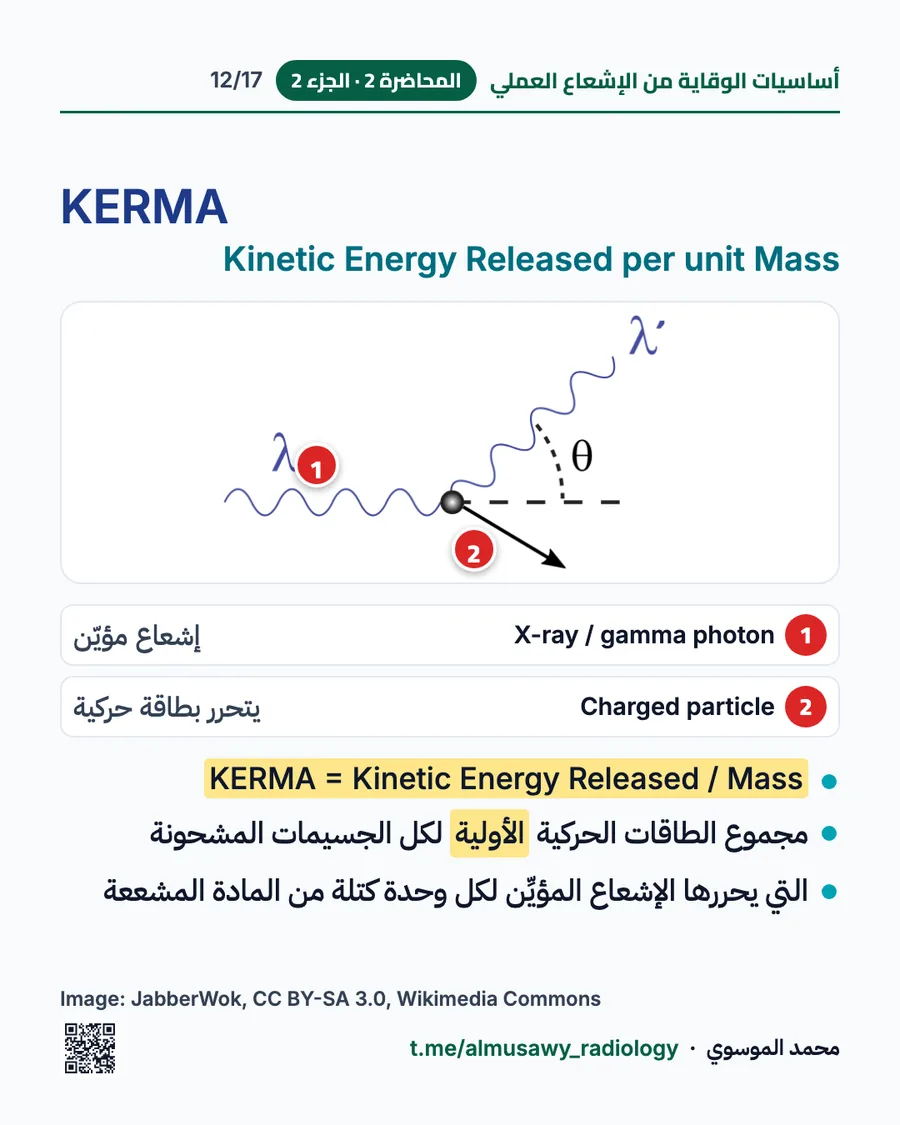 أساسيات الوقاية من الإشعاع العملي المحاضرة 2 · الجزء 2 12/17
KERMA
Kinetic Energy Released per unit Mass
λ′
λ 1
θ
2
1 X-ray / gamma photon إشعاع مؤيّن
2 Charged particle يتحرر بطاقة حركية
KERMA = Kinetic Energy Released / Mass
مجموع الطاقات الحركية الأولية لكل الجسيمات المشحونة
التي يحررها الإشعاع المؤيِّن لكل وحدة كتلة من المادة المشععة
Image: JabberWok, CC BY-SA 3.0, Wikimedia Commons
محمد الموسوي · t.me/almusawy_radiology